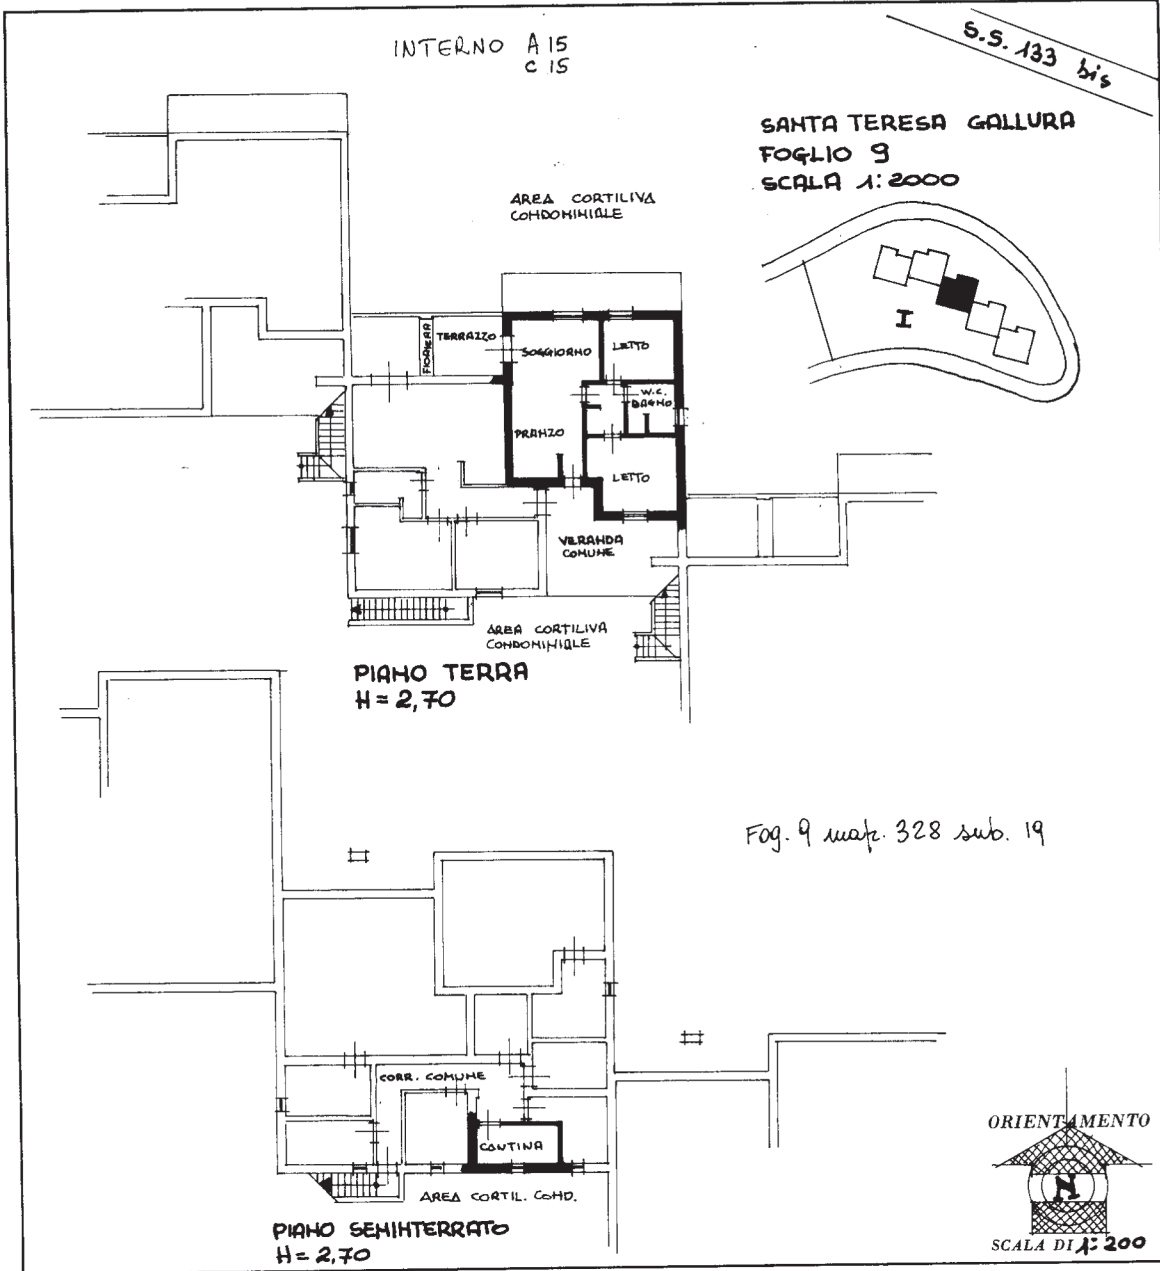 INTERNO A 15
C 15
S.S. 133 bis
SANTA TERESA GALLURA
FOGLIO 9
SCALA 1:2000
I
AREA CORTILIVA
CONDOMINIALE
FIORIERA
TERRAZZO
SOGGIORNO
LETTO
W.C.
BAGNO
PRANZO
LETTO
VERANDA
COMUNE
AREA CORTILIVA
CONDOMINIALE
PIANO TERRA
H = 2,70
Fog. 9 map. 328 sub. 19
CORR. COMUNE
CANTINA
AREA CORTIL. COND.
PIANO SEMINTERRATO
H = 2,70
ORIENTAMENTO
N
SCALA DI 1: 200